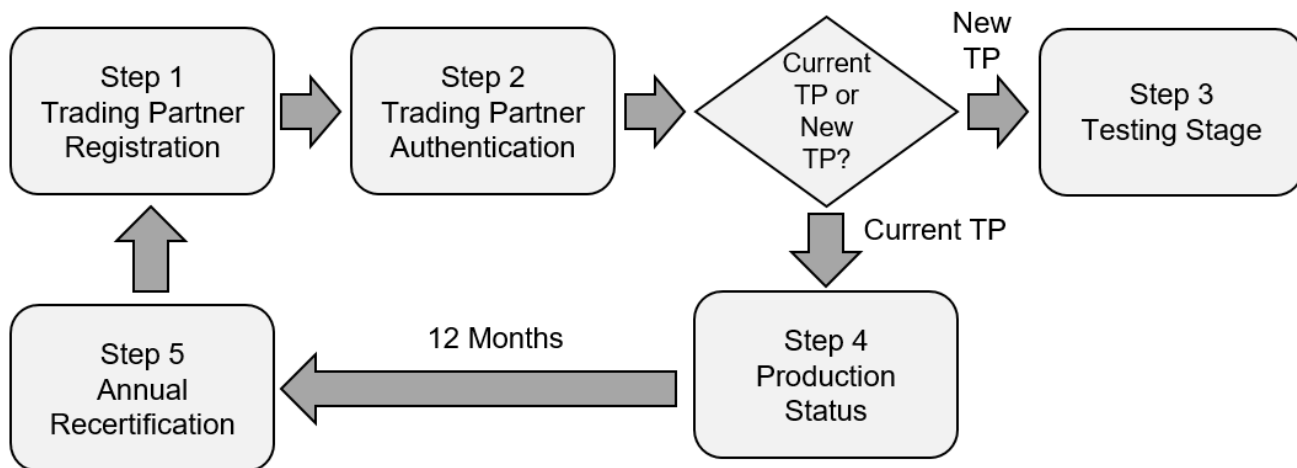 Step 1
Trading Partner
Registration
Step 2
Trading Partner
Authentication
Current
TP or
New
TP?
New
TP
Step 3
Testing Stage
Current TP
Step 4
Production
Status
12 Months
Step 5
Annual
Recertification